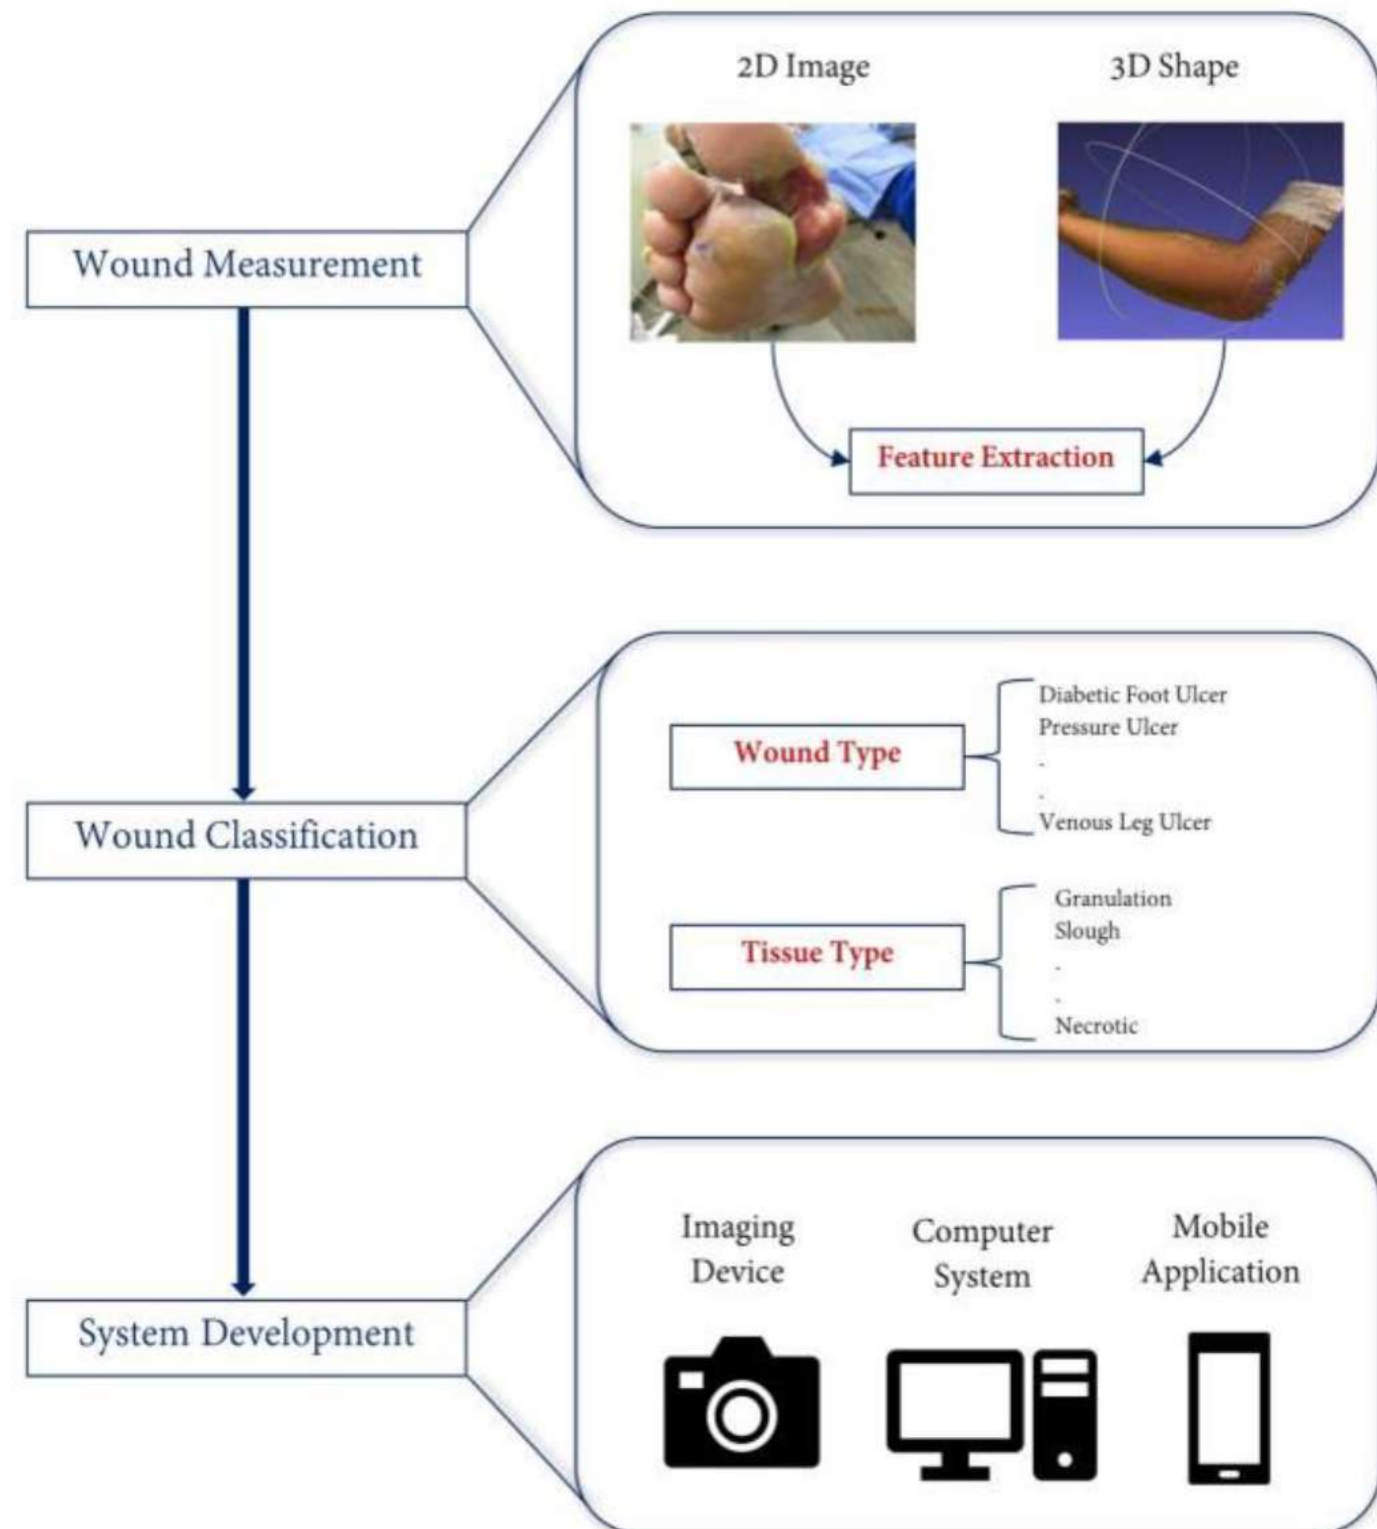 2D Image
3D Shape
Wound Measurement
Feature Extraction
Wound Classification
Wound Type
Diabetic Foot Ulcer
Pressure Ulcer
.
.
Venous Leg Ulcer
Tissue Type
Granulation
Slough
.
.
Necrotic
System Development
Imaging
Device
Computer
System
Mobile
Application